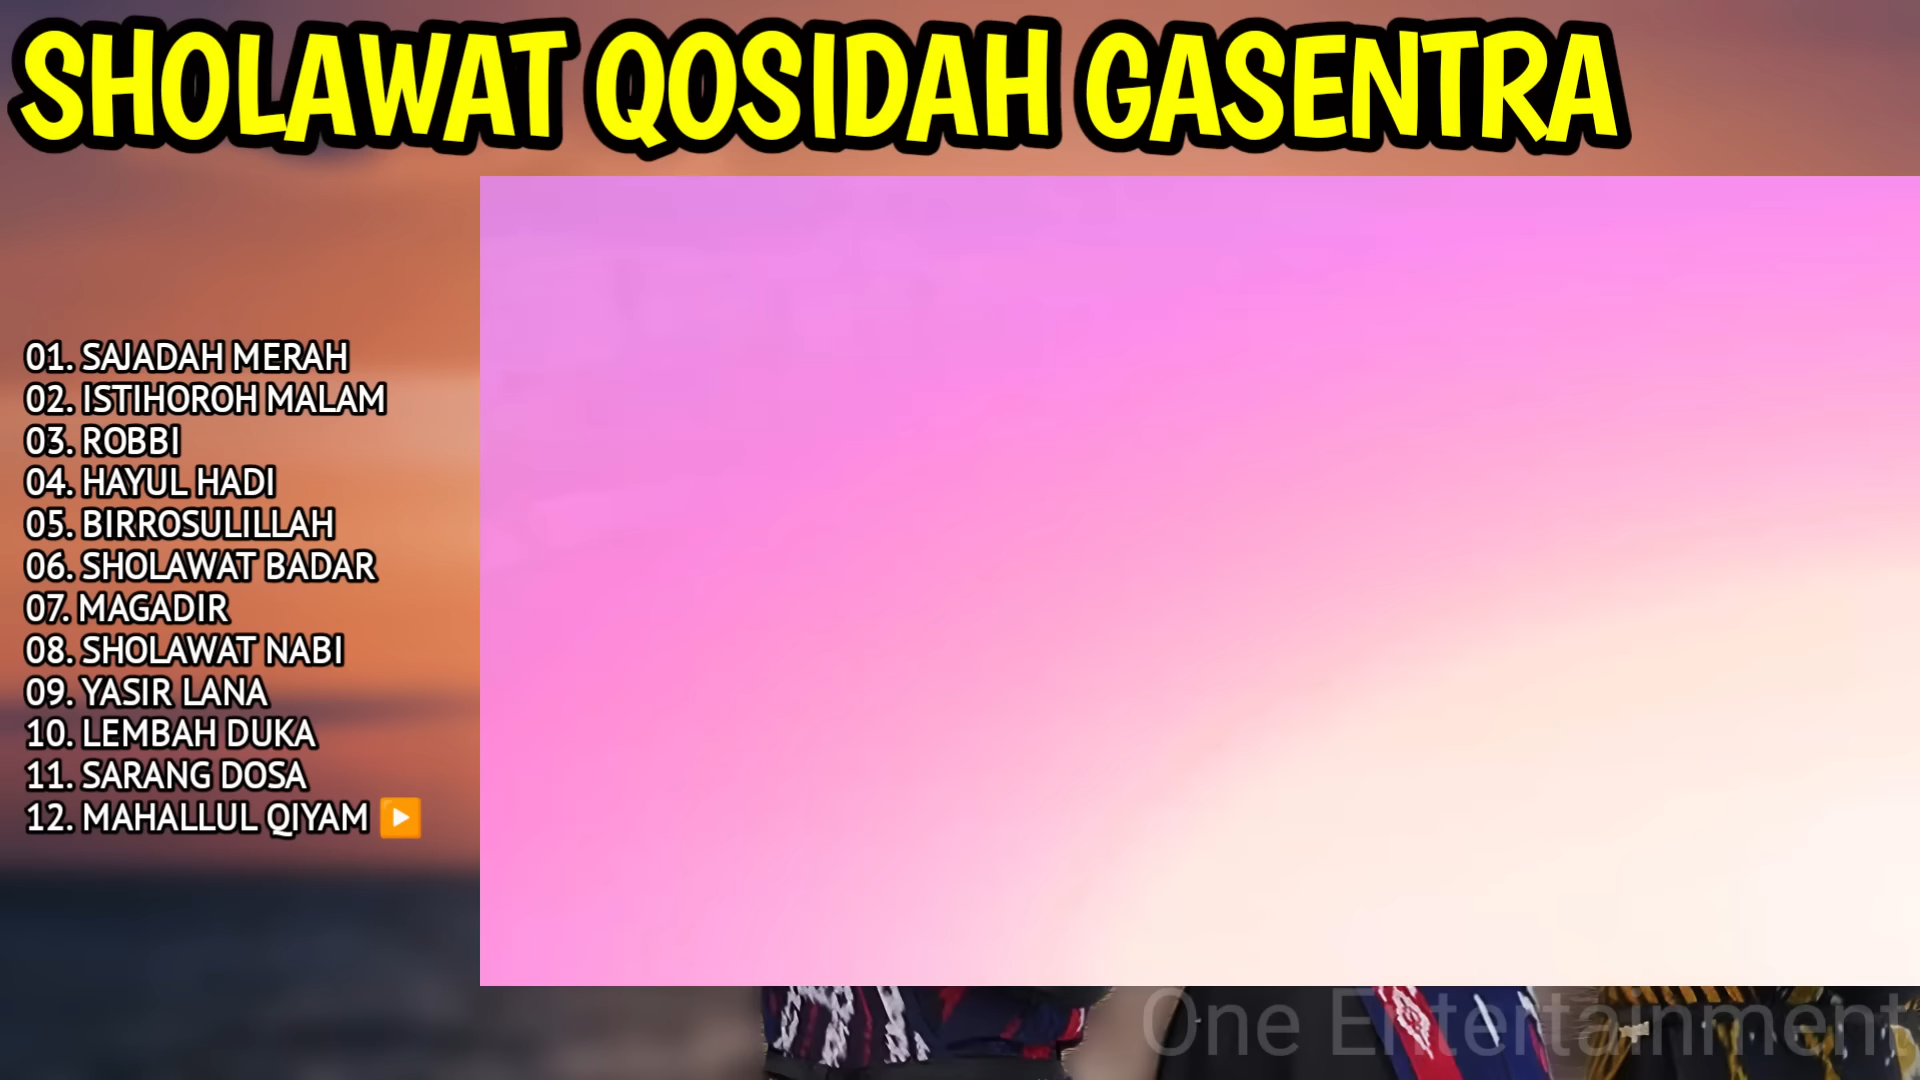 SHOLAWAT QOSIDAH GASENTRA
01. SAJADAH MERAH
02. ISTIHOROH MALAM
03. ROBBI
04. HAYUL HADI
05. BIRROSULILLAH
06. SHOLAWAT BADAR
07. MAGADIR
08. SHOLAWAT NABI
09. YASIR LANA
10. LEMBAH DUKA
11. SARANG DOSA
12. MAHALLUL QIYAM
One Entertainment